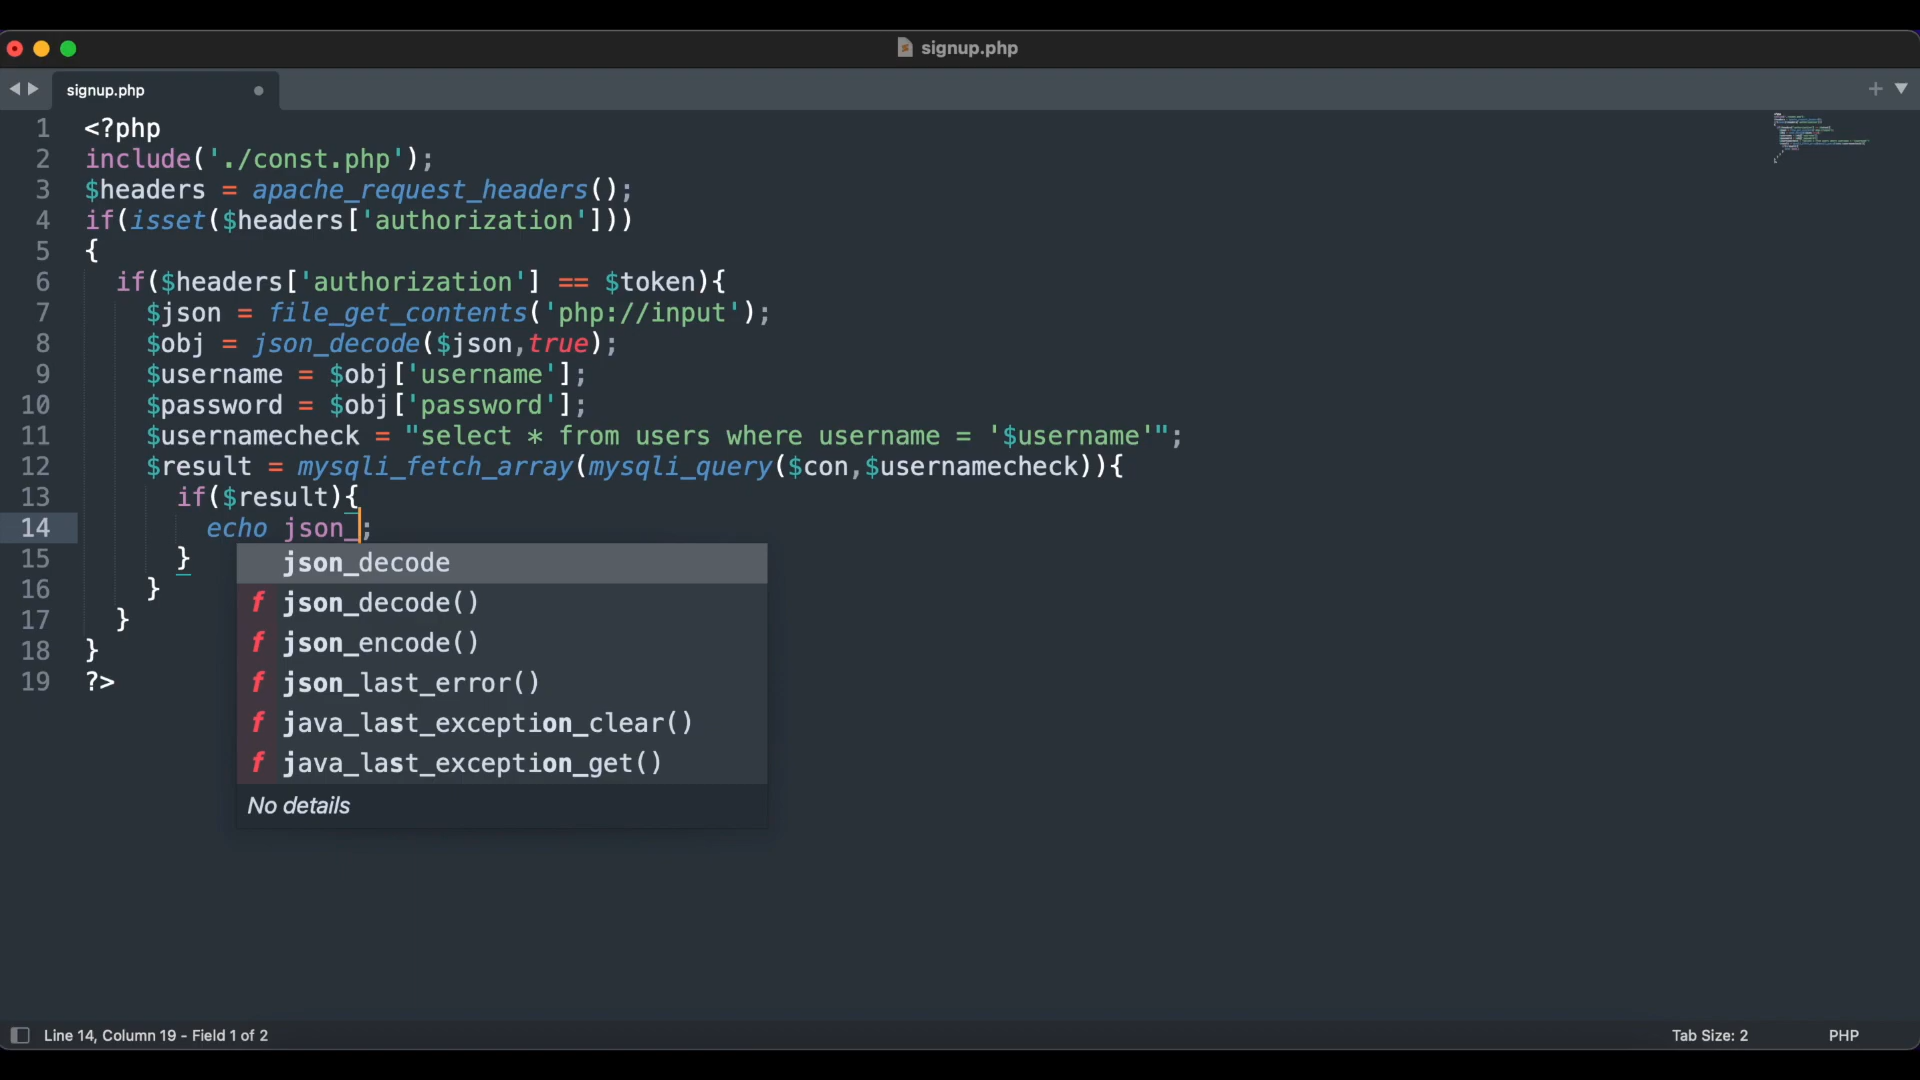 signup.php
signup.php
1 <?php
2 include('./const.php');
3 $headers = apache_request_headers();
4 if(isset($headers['authorization']))
5 {
6 if($headers['authorization'] == $token){
7 $json = file_get_contents('php://input');
8 $obj = json_decode($json,true);
9 $username = $obj['username'];
10 $password = $obj['password'];
11 $usernamecheck = "select * from users where username = '$username'";
12 $result = mysqli_fetch_array(mysqli_query($con,$usernamecheck)){
13 if($result){
14 echo json_;
15 }
16 }
17 }
18 }
19 ?>
json_decode
f json_decode()
f json_encode()
f json_last_error()
f java_last_exception_clear()
f java_last_exception_get()
No details
Line 14, Column 19 - Field 1 of 2
Tab Size: 2
PHP